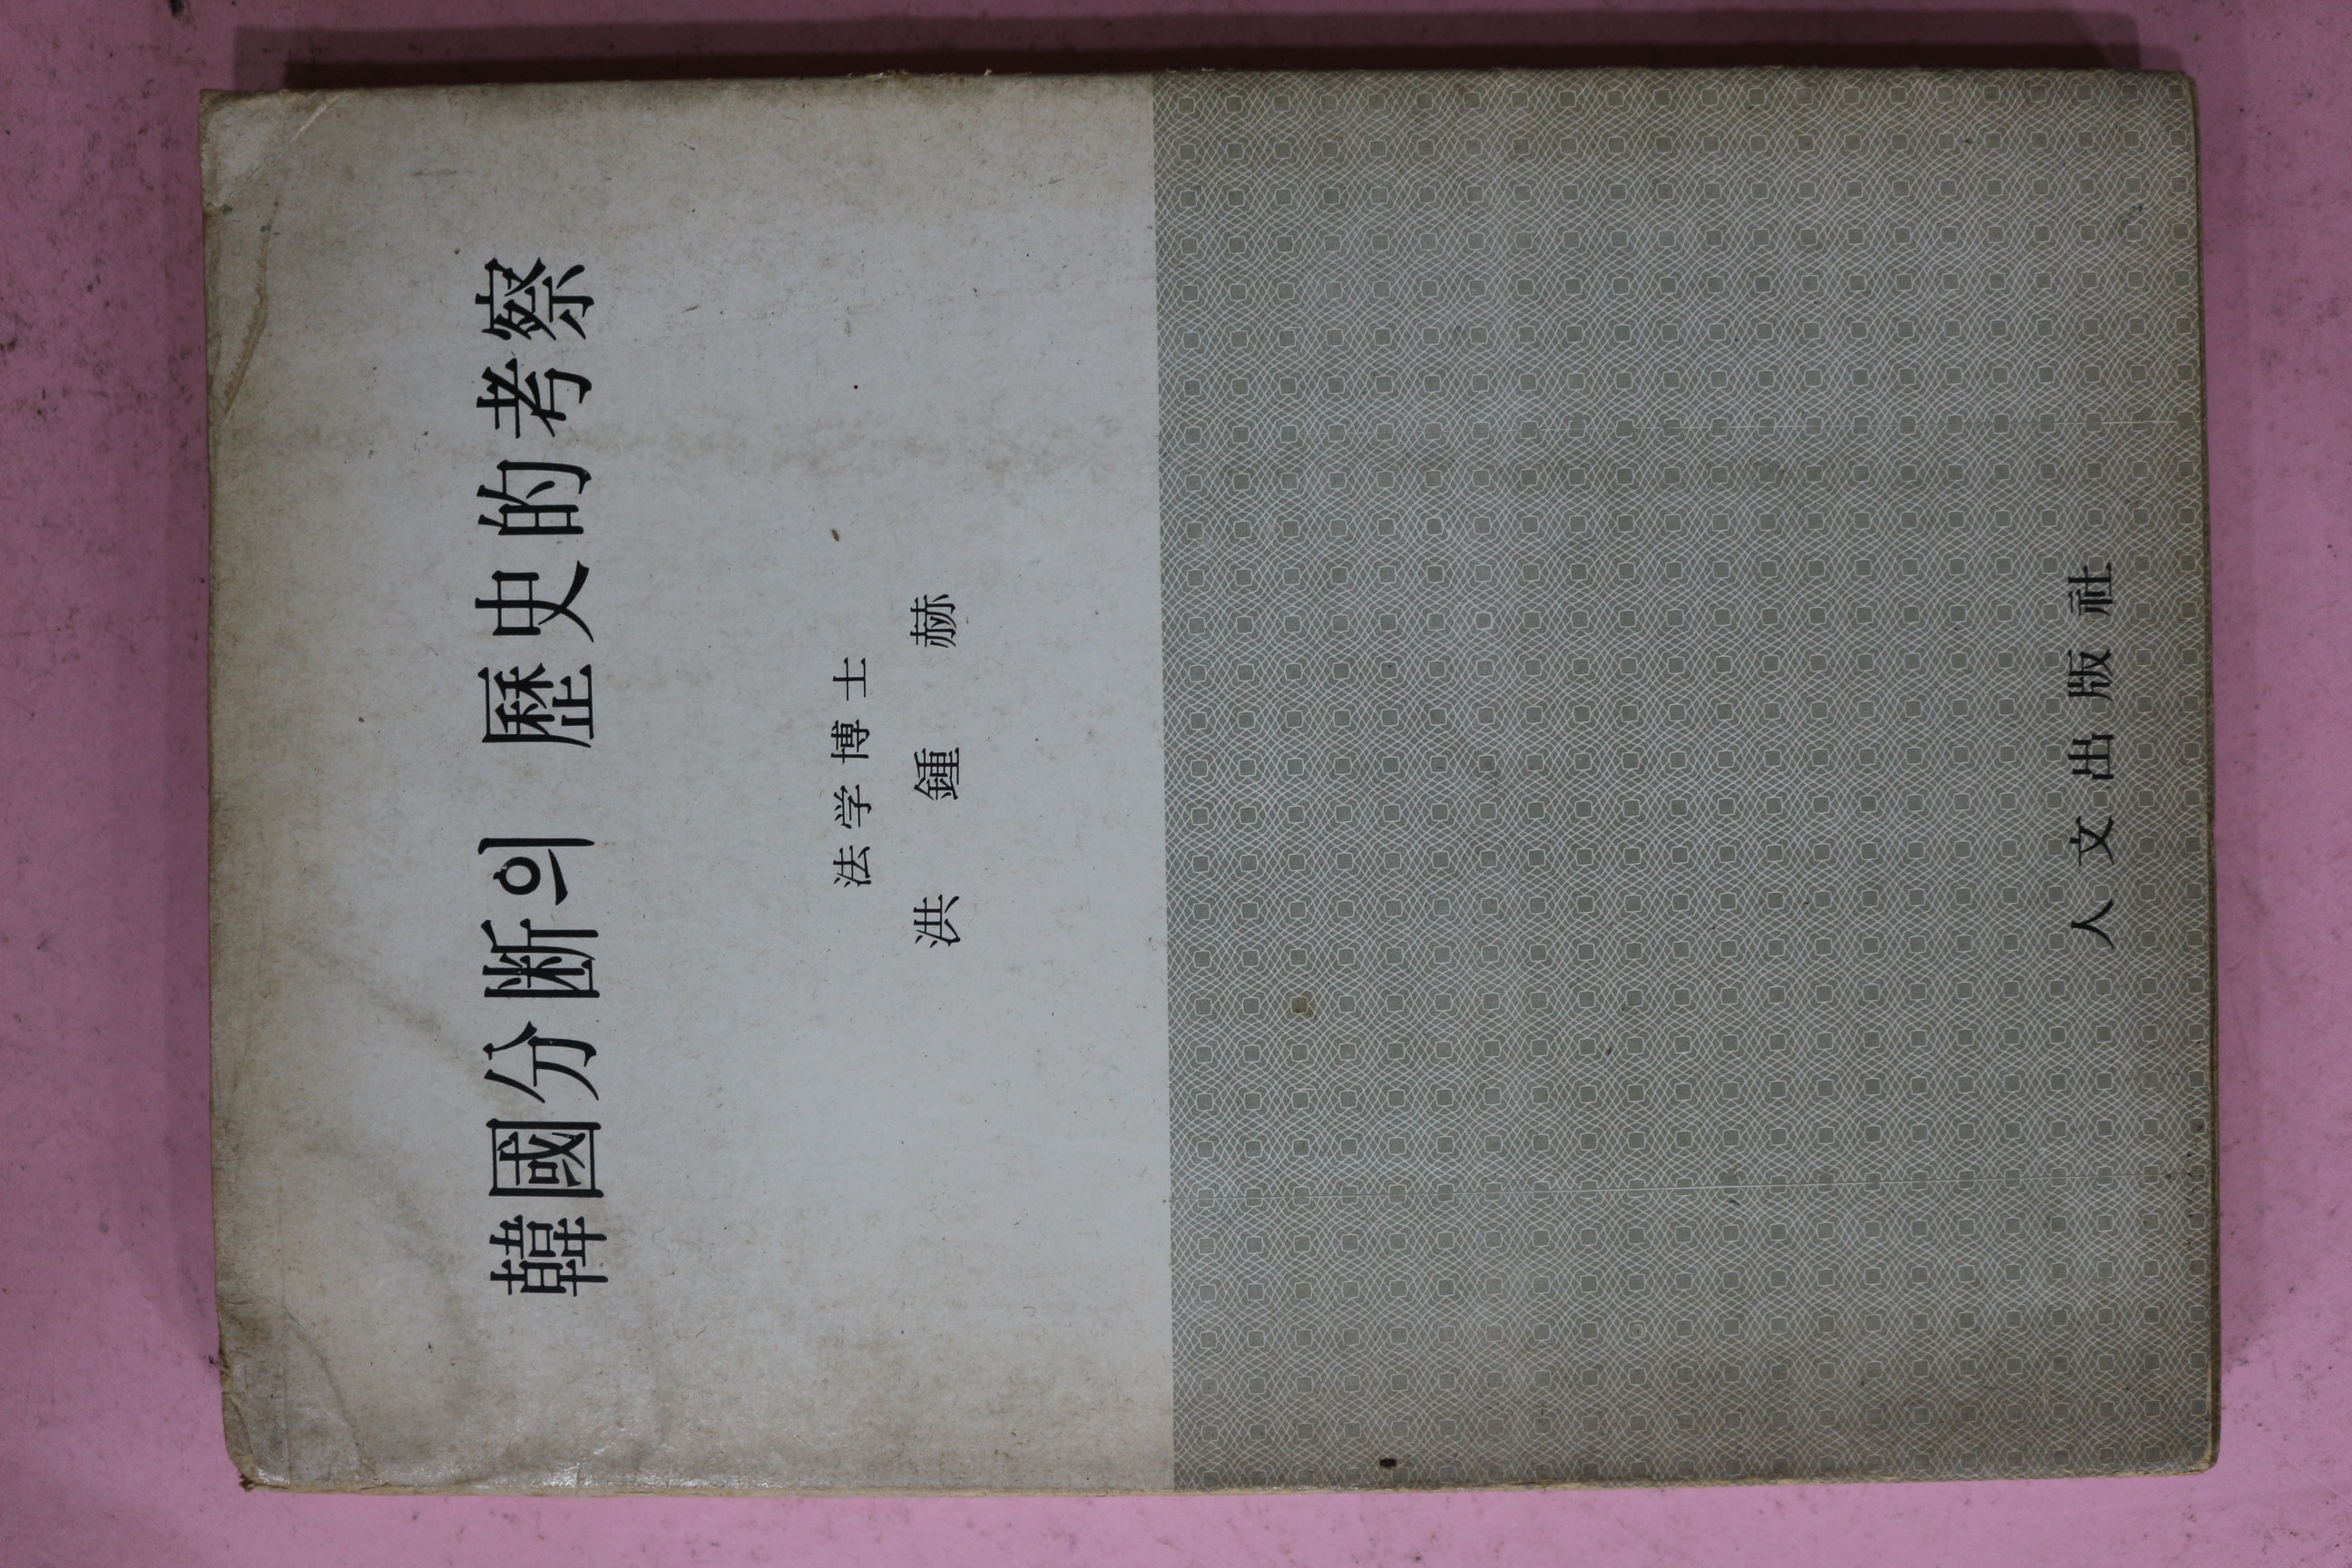 韓國分断의 歷史的考察
法学博士
洪鍾赫
人文出版社